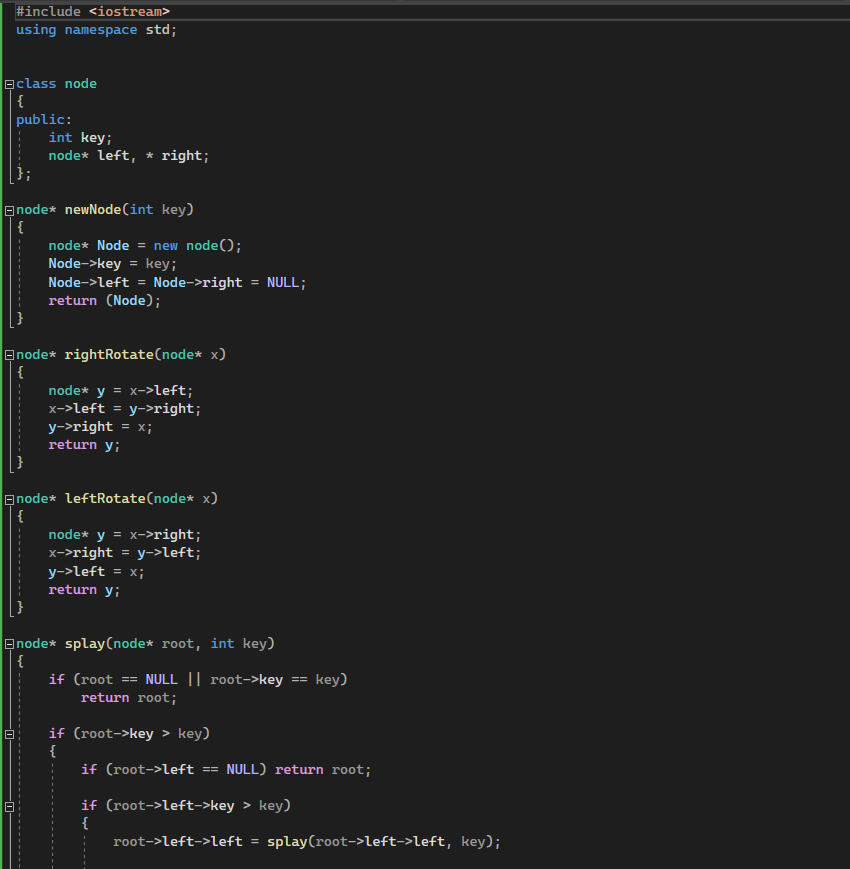 #include <iostream>
using namespace std;
class node
{
public:
    int key;
    node* left, * right;
};
node* newNode(int key)
{
    node* Node = new node();
    Node->key = key;
    Node->left = Node->right = NULL;
    return (Node);
}
node* rightRotate(node* x)
{
    node* y = x->left;
    x->left = y->right;
    y->right = x;
    return y;
}
node* leftRotate(node* x)
{
    node* y = x->right;
    x->right = y->left;
    y->left = x;
    return y;
}
node* splay(node* root, int key)
{
    if (root == NULL || root->key == key)
        return root;
    if (root->key > key)
    {
        if (root->left == NULL) return root;
        if (root->left->key > key)
        {
            root->left->left = splay(root->left->left, key);